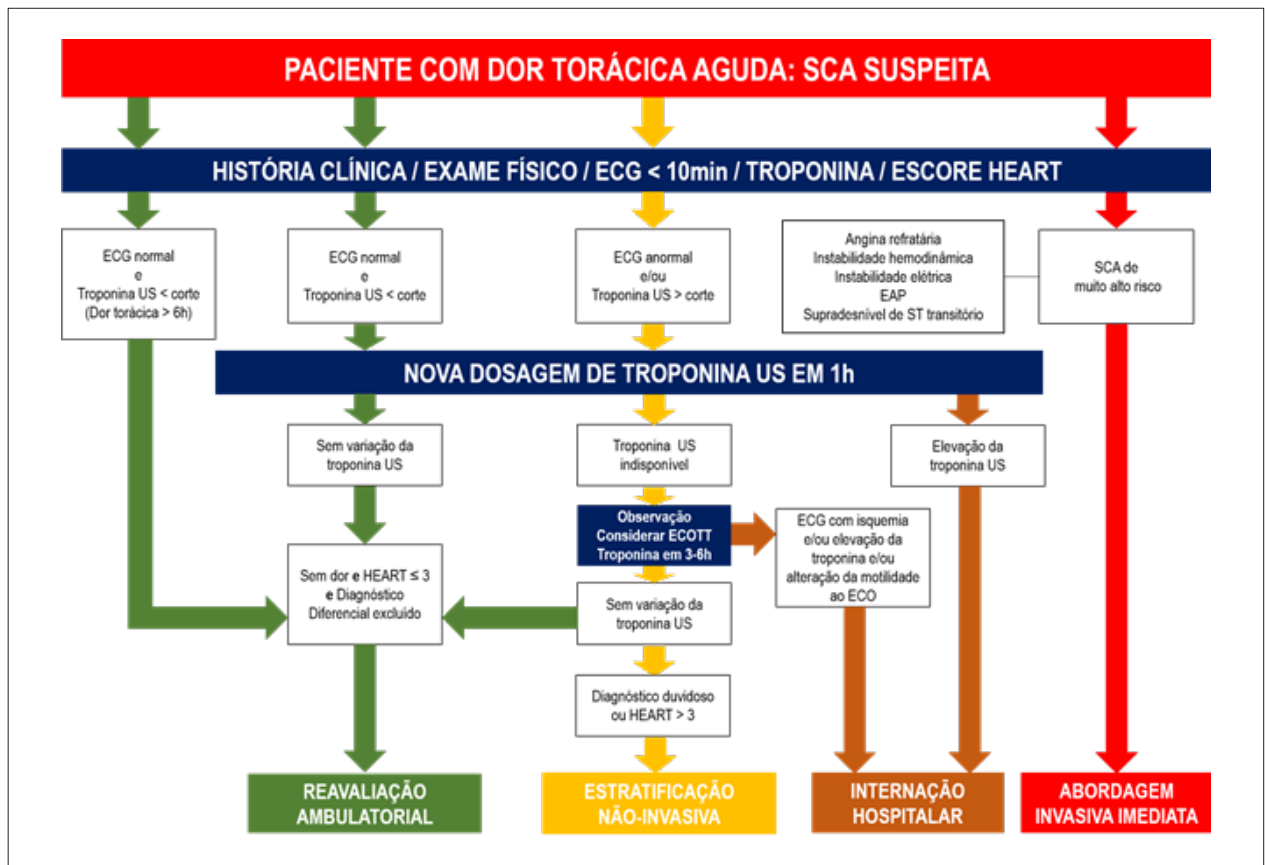 PACIENTE COM DOR TORÁCICA AGUDA: SCA SUSPEITA
HISTÓRIA CLÍNICA / EXAME FÍSICO / ECG < 10min / TROPONINA / ESCORE HEART
ECG normal
e
Troponina US < corte
(Dor torácica > 6h)
ECG normal
e
Troponina US < corte
ECG anormal
e/ou
Troponina US > corte
Angina refratária
Instabilidade hemodinâmica
Instabilidade elétrica
EAP
Supradesnível de ST transitório
SCA de
muito alto risco
NOVA DOSAGEM DE TROPONINA US EM 1h
Sem variação da
troponina US
Troponina US
indisponível
Elevação da
troponina US
Observação
Considerar ECOTT
Troponina em 3-6h
ECG com isquemia
e/ou elevação da
troponina e/ou
alteração da motilidade
ao ECO
Sem dor e HEART ≤ 3
e Diagnóstico
Diferencial excluído
Sem variação da
troponina US
Diagnóstico duvidoso
ou HEART > 3
REAVALIAÇÃO
AMBULATORIAL
ESTRATIFICAÇÃO
NÃO-INVASIVA
INTERNAÇÃO
HOSPITALAR
ABORDAGEM
INVASIVA IMEDIATA